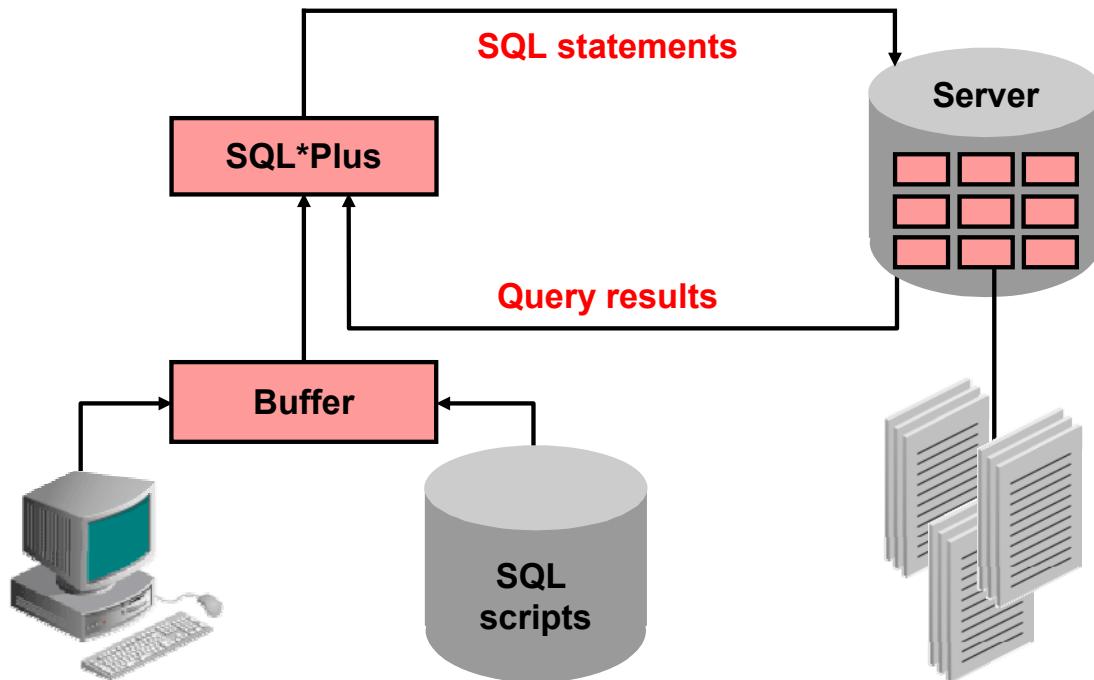 SQL statements
Server
SQL*Plus
Query results
Buffer
SQL
scripts